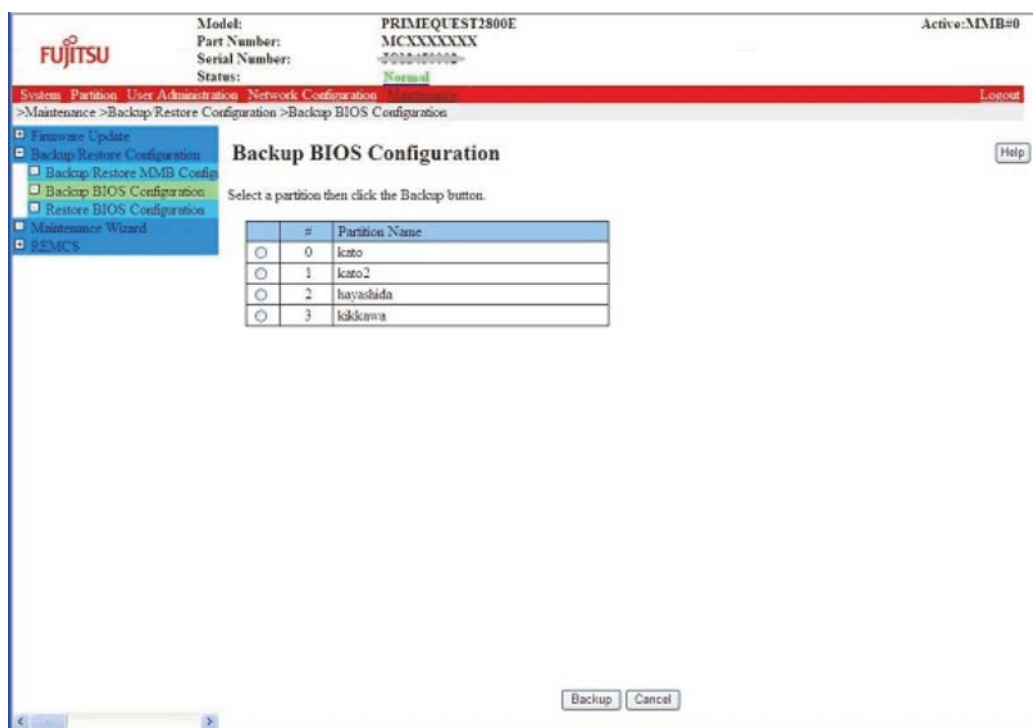 FUJITSU
Model: PRIMEQUEST2800E
Part Number: MCXXXXXXX
Serial Number:
Status: Normal
Active:MMB#0
System Partition User Administration Network Configuration Maintenance Logout
>Maintenance >Backup/Restore Configuration >Backup BIOS Configuration
Firmware Update
Backup/Restore Configuration
Backup Restore MMB Config
Backup BIOS Configuration
Restore BIOS Configuration
Maintenance Wizard
REMCS
Backup BIOS Configuration
Help
Select a partition then click the Backup button.
# Partition Name
0 kato
1 kato2
2 hayashida
3 kikkawa
Backup Cancel